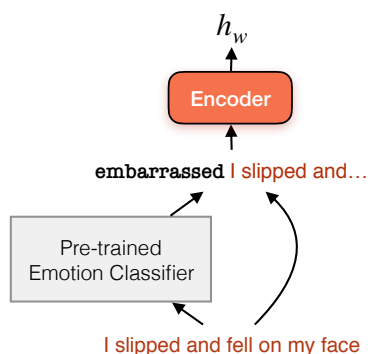 h_w
Encoder
embarrassed I slipped and…
Pre-trained
Emotion Classifier
I slipped and fell on my face